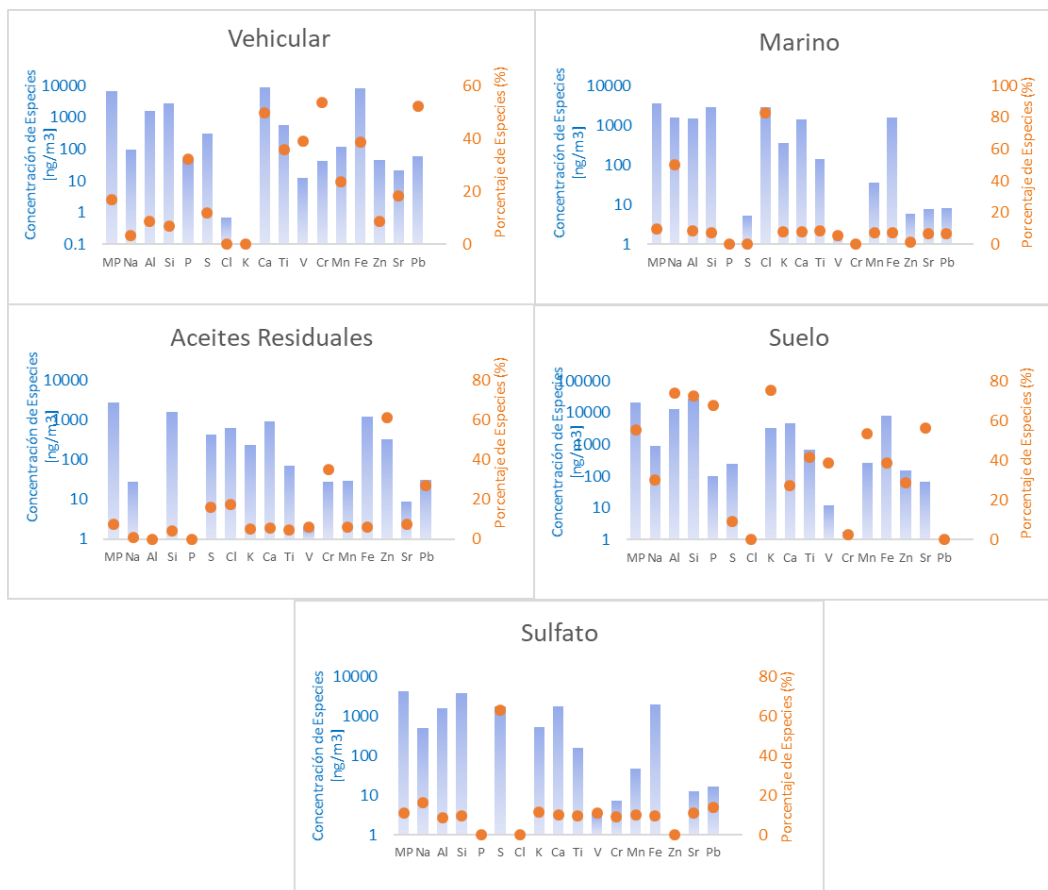 Vehicular
Concentración de Especies
[ng/m3]
10000
1000
100
10
1
0.1
60
40
20
0
Porcentaje de Especies (%)
MP Na Al Si P S Cl K Ca Ti V Cr Mn Fe Zn Sr Pb
Marino
Concentración de Especies
[ng/m3]
10000
1000
100
10
1
100
80
60
40
20
0
Porcentaje de Especies (%)
MP Na Al Si P S Cl K Ca Ti V Cr Mn Fe Zn Sr Pb
Aceites Residuales
Concentración de Especies
[ng/m3]
10000
1000
100
10
1
80
60
40
20
0
Porcentaje de Especies (%)
MP Na Al Si P S Cl K Ca Ti V Cr Mn Fe Zn Sr Pb
Suelo
Concentración de Especies
[ng/m3]
100000
10000
1000
100
10
1
80
60
40
20
0
Porcentaje de Especies (%)
MP Na Al Si P S Cl K Ca Ti V Cr Mn Fe Zn Sr Pb
Sulfato
Concentración de Especies
[ng/m3]
10000
1000
100
10
1
80
60
40
20
0
Porcentaje de Especies (%)
MP Na Al Si P S Cl K Ca Ti V Cr Mn Fe Zn Sr Pb